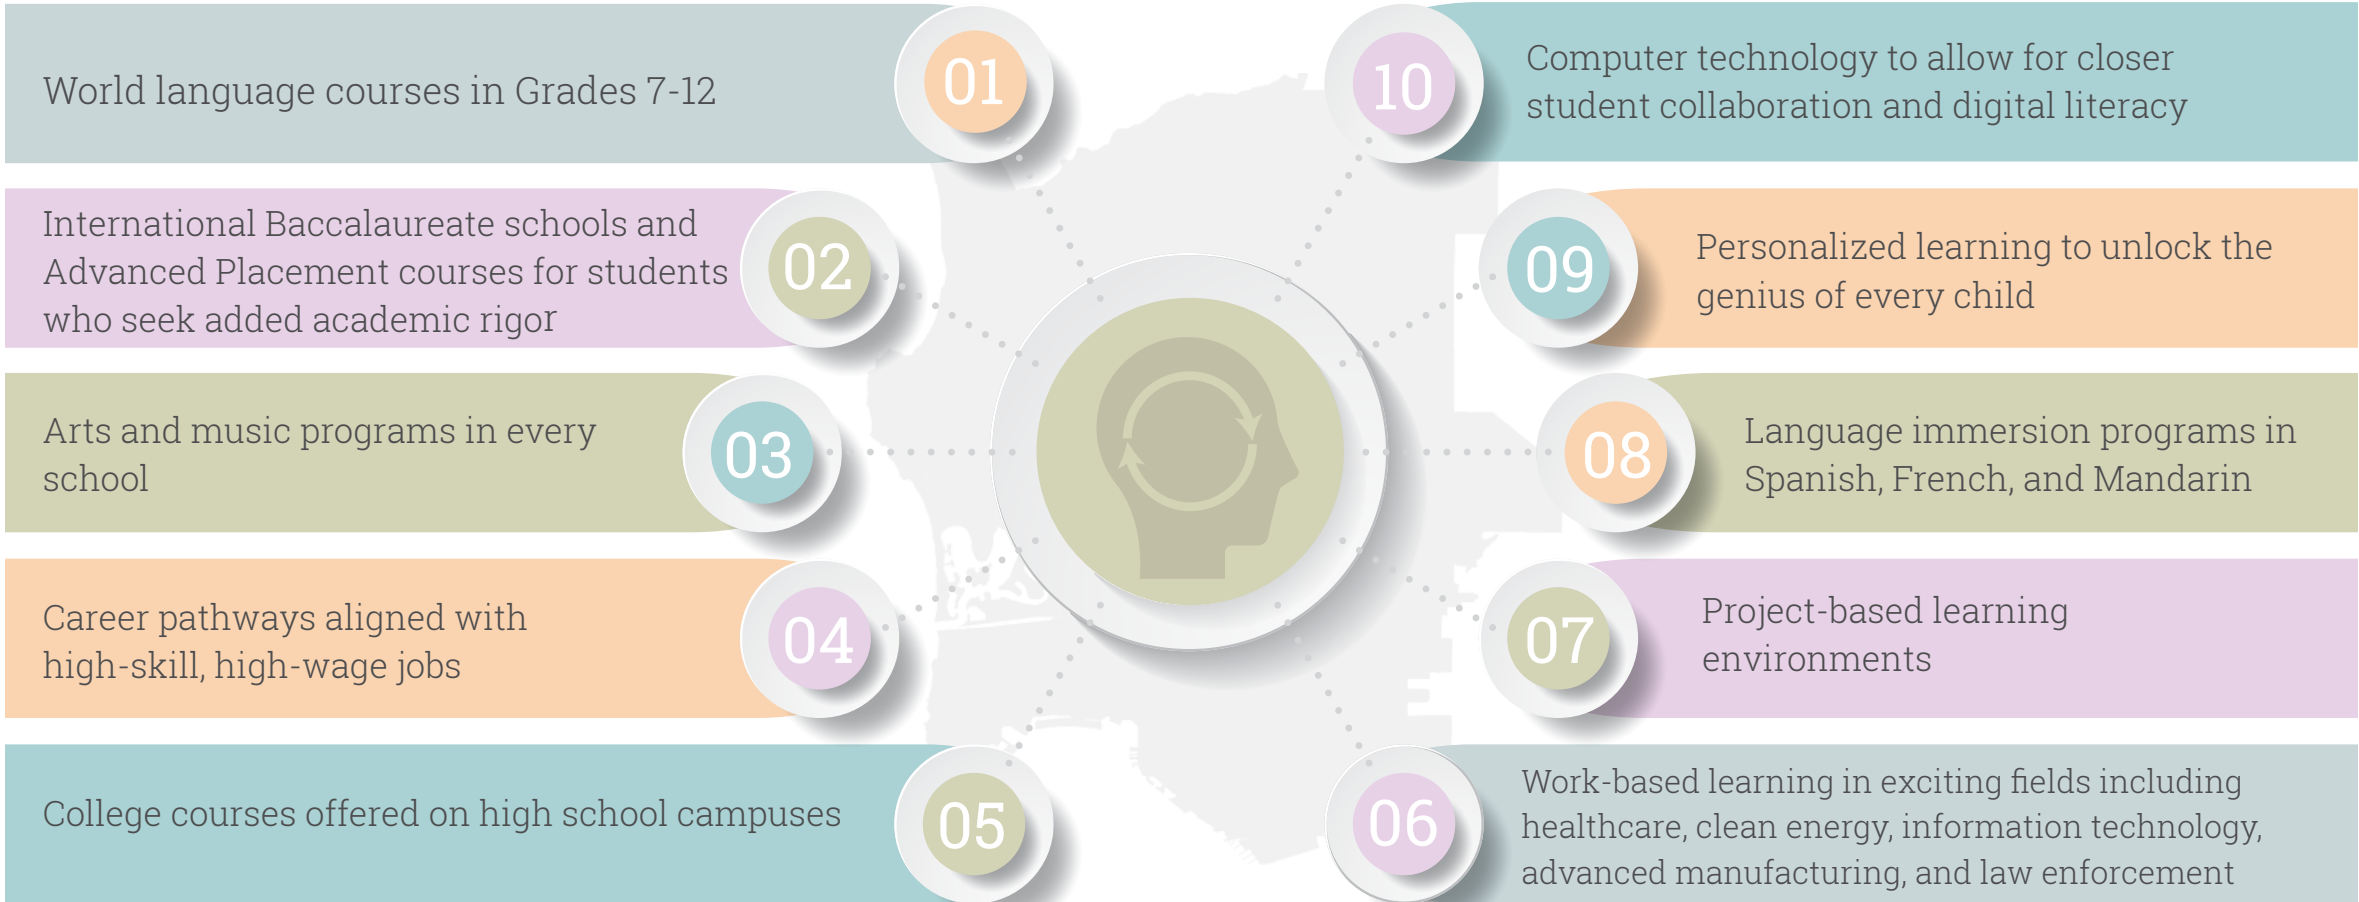 01
World language courses in Grades 7-12
02
International Baccalaureate schools and
Advanced Placement courses for students
who seek added academic rigor
03
Arts and music programs in every
school
04
Career pathways aligned with
high-skill, high-wage jobs
05
College courses offered on high school campuses
06
Work-based learning in exciting fields including
healthcare, clean energy, information technology,
advanced manufacturing, and law enforcement
07
Project-based learning
environments
08
Language immersion programs in
Spanish, French, and Mandarin
09
Personalized learning to unlock the
genius of every child
10
Computer technology to allow for closer
student collaboration and digital literacy